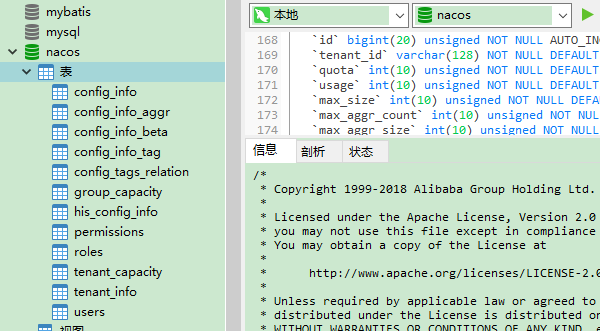 mybatis
mysql
nacos
表
config_info
config_info_aggr
config_info_beta
config_info_tag
config_tags_relation
group_capacity
his_config_info
permissions
roles
tenant_capacity
tenant_info
users
视图
本地
nacos
168 `id` bigint(20) unsigned NOT NULL AUTO_IN
169 `tenant_id` varchar(128) NOT NULL DEFAULT
170 `quota` int(10) unsigned NOT NULL DEFAULT
171 `usage` int(10) unsigned NOT NULL DEFAULT
172 `max_size` int(10) unsigned NOT NULL DEFA
173 `max_aggr_count` int(10) unsigned NOT NUL
174 `max_aggr_size` int(10) unsigned NOT NULL
信息 剖析 状态
/*
* Copyright 1999-2018 Alibaba Group Holding Ltd.
*
* Licensed under the Apache License, Version 2.0
* you may not use this file except in compliance
* You may obtain a copy of the License at
*
* http://www.apache.org/licenses/LICENSE-2.0
*
* Unless required by applicable law or agreed to
* distributed under the License is distributed on
* WITHOUT WARRANTIES OR CONDITIONS OF ANY KIND, e